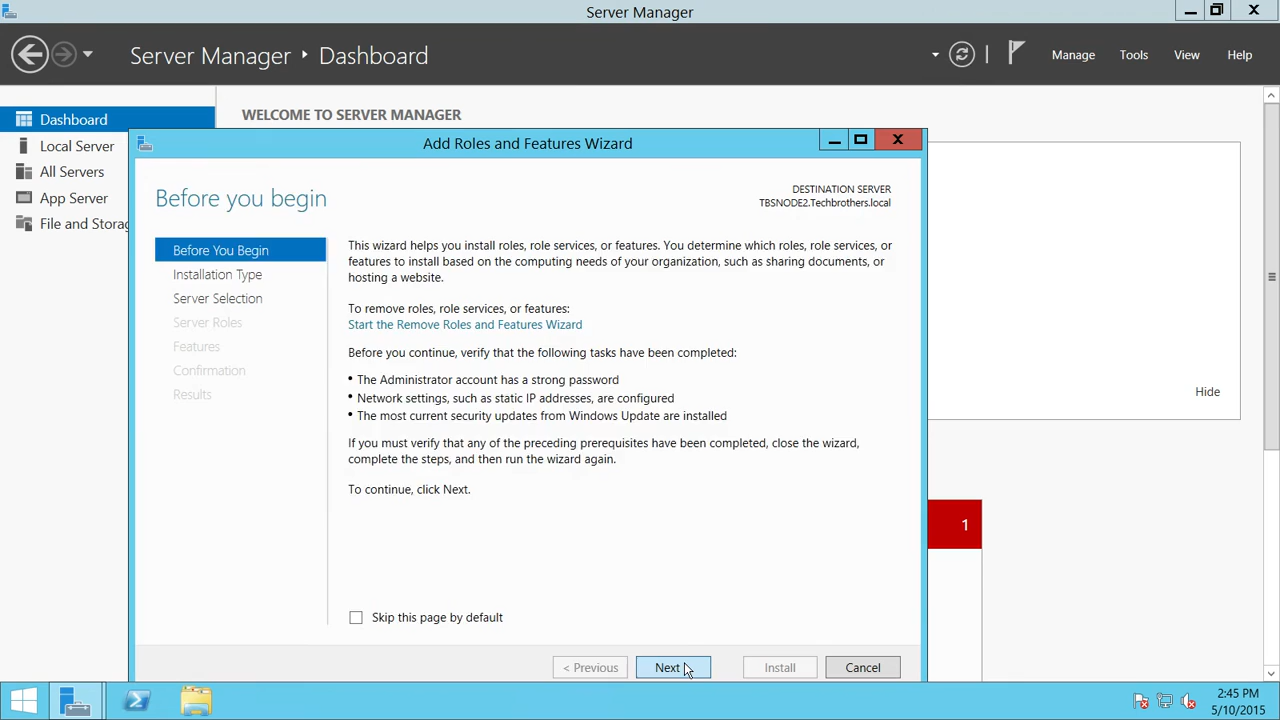 Server Manager
Server Manager ‣ Dashboard
Manage Tools View Help
Dashboard
Local Server
All Servers
App Server
File and Storag
WELCOME TO SERVER MANAGER
Add Roles and Features Wizard
Before you begin
DESTINATION SERVER
TBSNODE2.Techbrothers.local
Before You Begin
Installation Type
Server Selection
Server Roles
Features
Confirmation
Results
This wizard helps you install roles, role services, or features. You determine which roles, role services, or
features to install based on the computing needs of your organization, such as sharing documents, or
hosting a website.
To remove roles, role services, or features:
Start the Remove Roles and Features Wizard
Before you continue, verify that the following tasks have been completed:
• The Administrator account has a strong password
• Network settings, such as static IP addresses, are configured
• The most current security updates from Windows Update are installed
If you must verify that any of the preceding prerequisites have been completed, close the wizard,
complete the steps, and then run the wizard again.
To continue, click Next.
Skip this page by default
< Previous Next Install Cancel
Hide
1
2:45 PM
5/10/2015